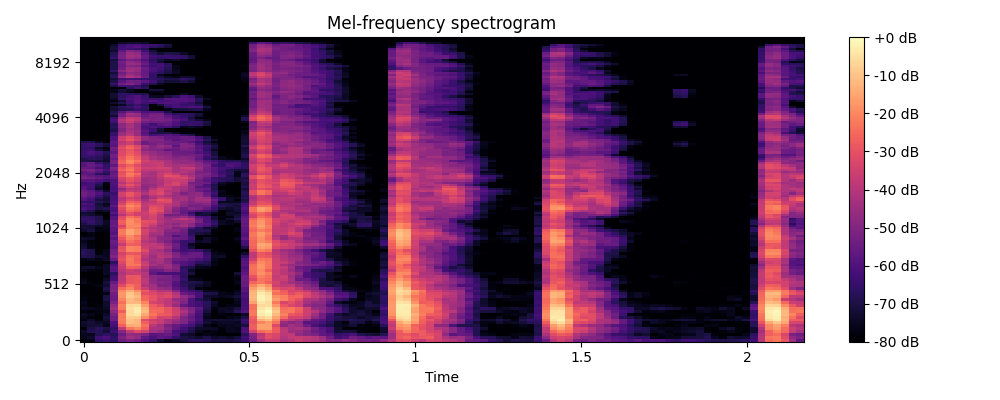 Mel-frequency spectrogram
Hz
8192
4096
2048
1024
512
0
0
0.5
1
1.5
2
Time
+0 dB
-10 dB
-20 dB
-30 dB
-40 dB
-50 dB
-60 dB
-70 dB
-80 dB